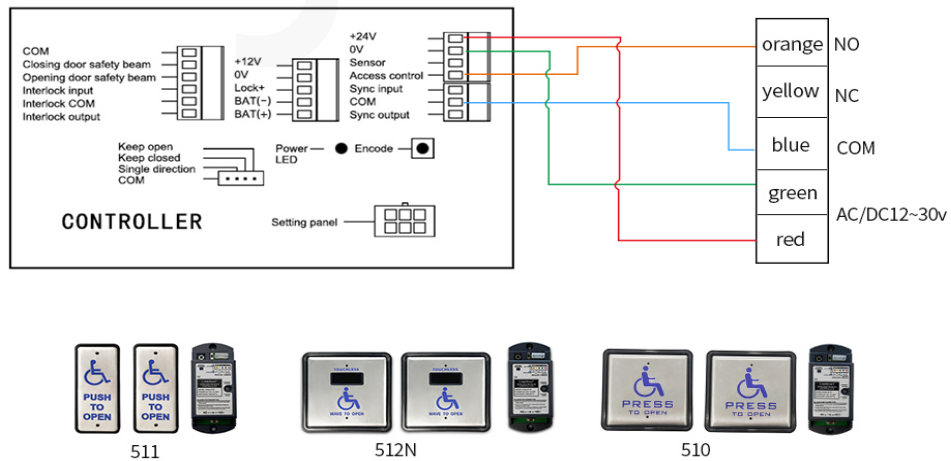 COM
Closing door safety beam
Opening door safety beam
Interlock input
Interlock COM
Interlock output
+12V
0V
Lock+
BAT(−)
BAT(+)
+24V
0V
Sensor
Access control
Sync input
COM
Sync output
Keep open
Keep closed
Single direction
COM
Power
LED
Encode
CONTROLLER
Setting panel
orange NO
yellow NC
blue COM
green
AC/DC12~30v
red
PUSH
TO
OPEN
PUSH
TO
OPEN
511
TOUCHLESS
WAVE TO OPEN
TOUCHLESS
WAVE TO OPEN
512N
PRESS
TO OPEN
PRESS
TO OPEN
510